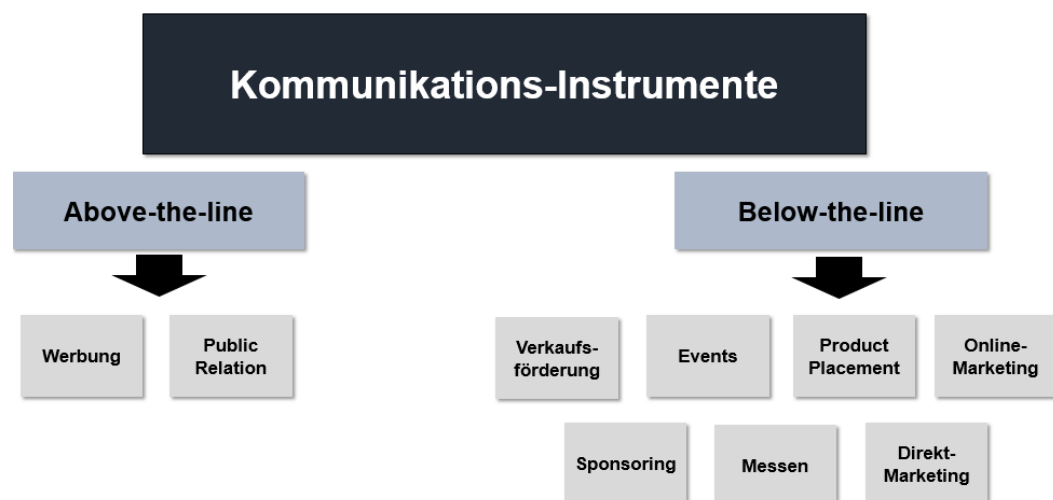 Kommunikations-Instrumente
Above-the-line
Below-the-line
Werbung
Public
Relation
Verkaufs-
förderung
Events
Product
Placement
Online-
Marketing
Sponsoring
Messen
Direkt-
Marketing